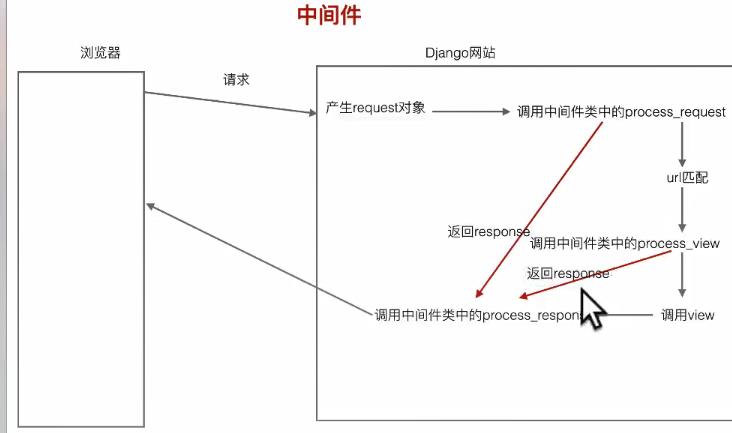 中间件
浏览器
Django网站
请求
产生request对象
调用中间件类中的process_request
url匹配
返回response
调用中间件类中的process_view
返回response
调用中间件类中的process_respon
调用view